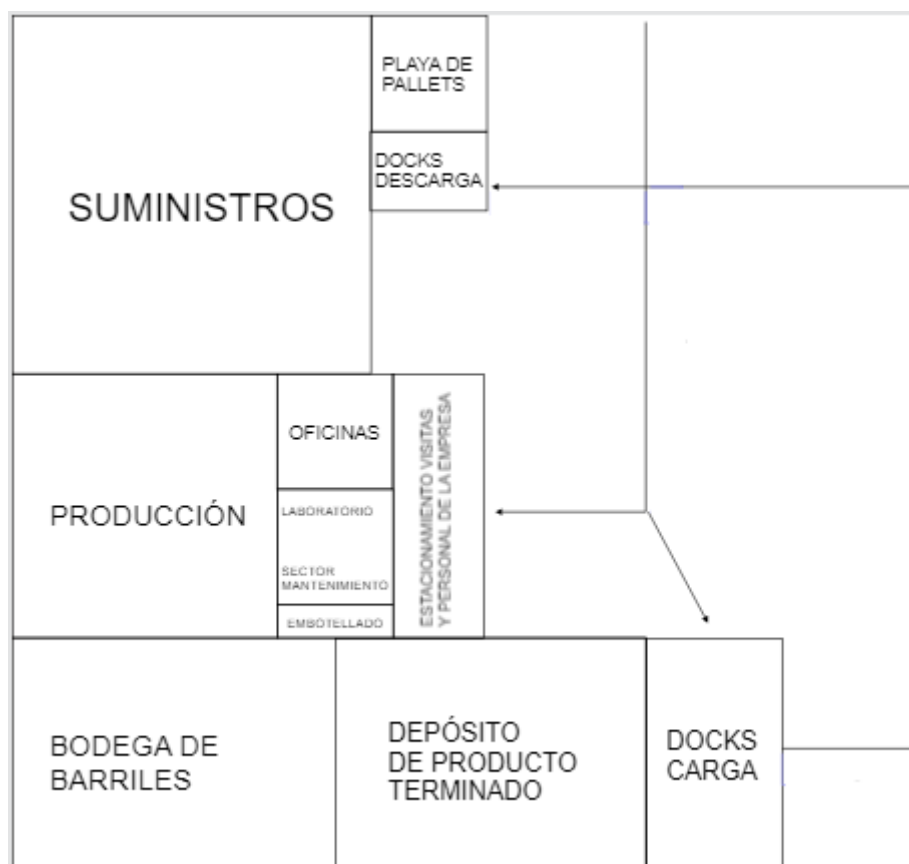 PLAYA DE
PALLETS
DOCKS
DESCARGA
SUMINISTROS
OFICINAS
ESTACIONAMIENTO VISITAS
Y PERSONAL DE LA EMPRESA
PRODUCCIÓN
LABORATORIO
SECTOR
MANTENIMIENTO
EMBOTELLADO
BODEGA DE
BARRILES
DEPÓSITO
DE PRODUCTO
TERMINADO
DOCKS
CARGA